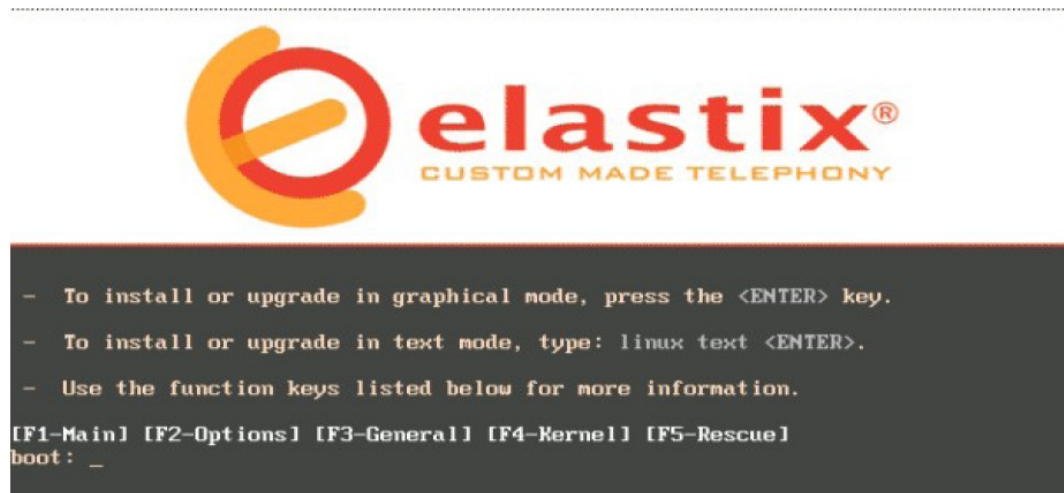 elastix®
CUSTOM MADE TELEPHONY
- To install or upgrade in graphical mode, press the <ENTER> key.
- To install or upgrade in text mode, type: linux text <ENTER>.
- Use the function keys listed below for more information.
[F1-Main] [F2-Options] [F3-General] [F4-Kernel] [F5-Rescue]
boot: _